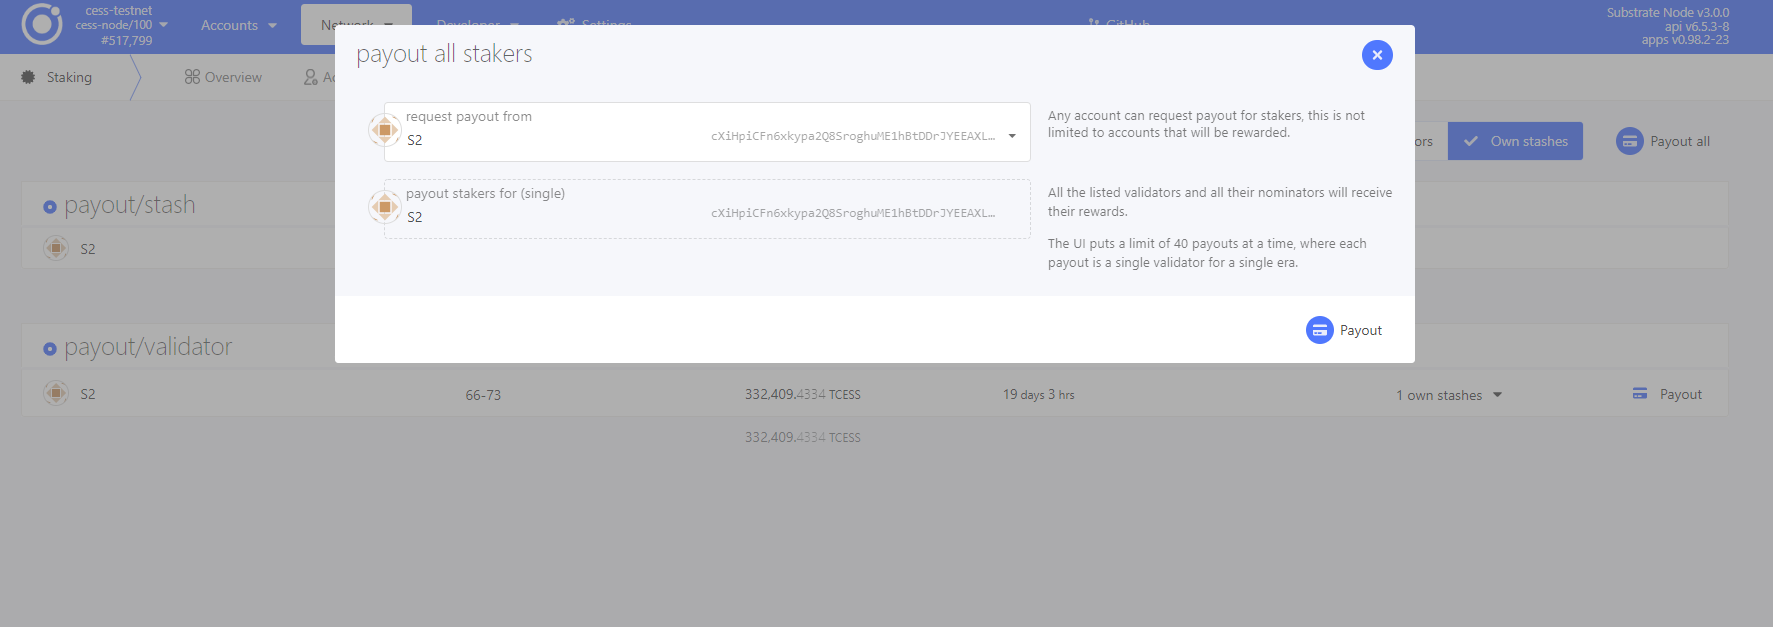 cess-testnet
cess-node/100
#517,799
Accounts
Network
Developer
Settings
GitHub
Substrate Node v3.0.0
api v6.5.3-8
apps v0.98.2-23
Staking
Overview
payout all stakers
request payout from
S2
cXiHpiCFn6xkypa2Q8SroghuME1hBtDDrJYEEAXL…
Any account can request payout for stakers, this is not
limited to accounts that will be rewarded.
payout stakers for (single)
S2
cXiHpiCFn6xkypa2Q8SroghuME1hBtDDrJYEEAXL…
All the listed validators and all their nominators will receive
their rewards.
The UI puts a limit of 40 payouts at a time, where each
payout is a single validator for a single era.
Payout
Own stashes
Payout all
payout/stash
S2
payout/validator
S2
66-73
332,409.4334 TCESS
19 days 3 hrs
1 own stashes
Payout
332,409.4334 TCESS